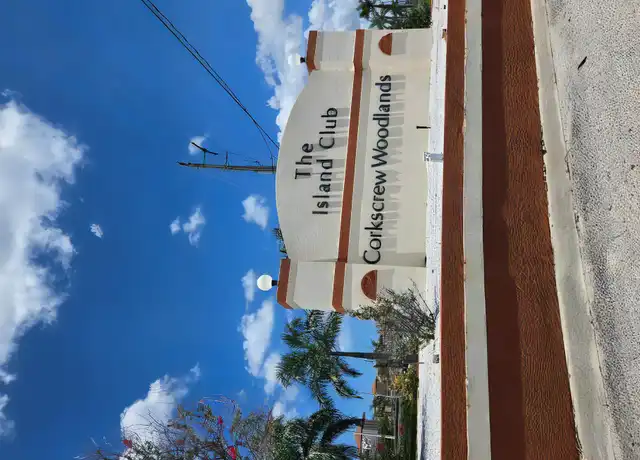 The
Island Club
Corkscrew Woodlands